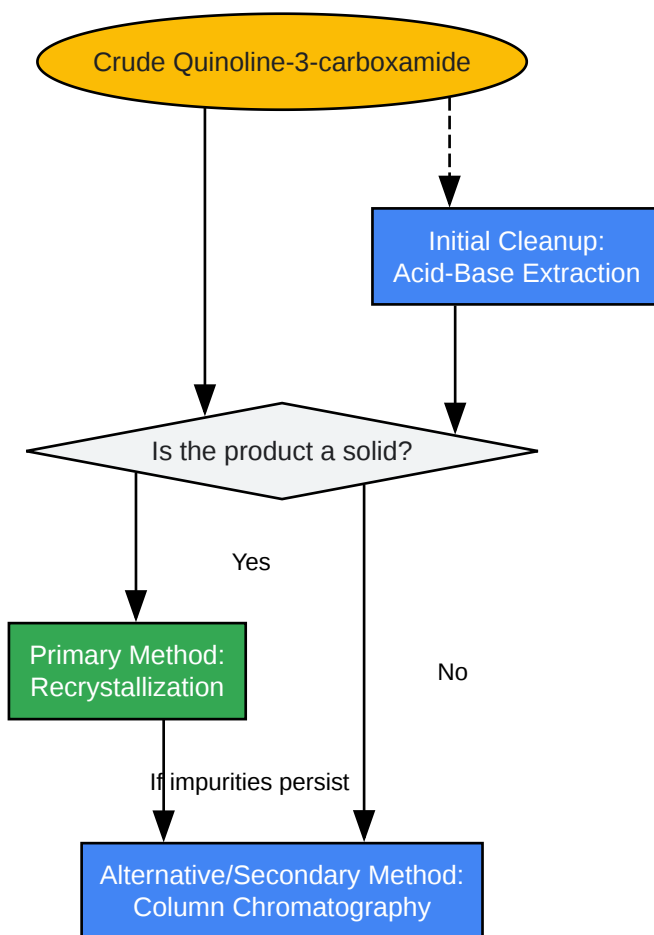 Crude Quinoline-3-carboxamide
Initial Cleanup:
Acid-Base Extraction
Is the product a solid?
Yes
Primary Method:
Recrystallization
No
If impurities persist
Alternative/Secondary Method:
Column Chromatography